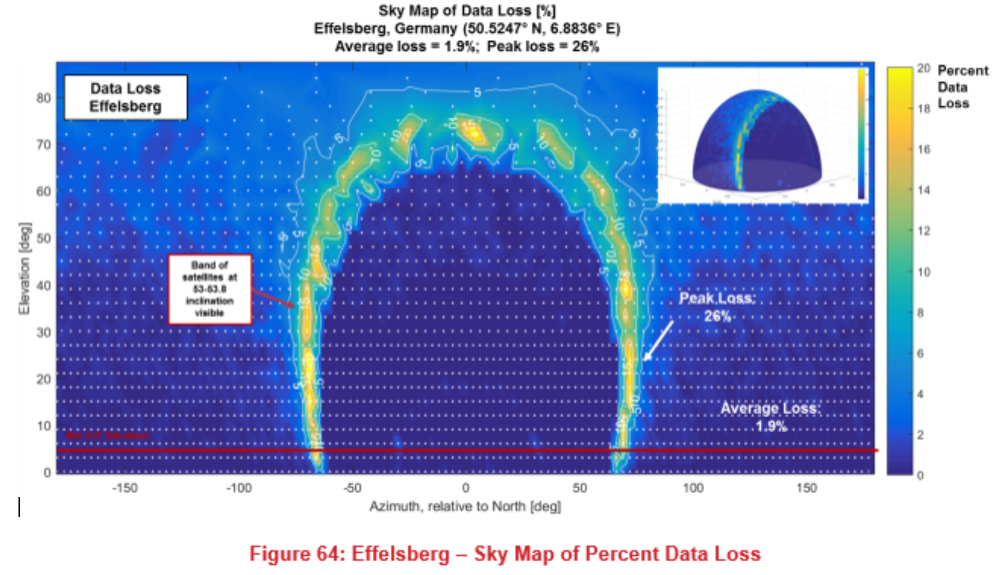 Sky Map of Data Loss [%]
Effelsberg, Germany (50.5247° N, 6.8836° E)
Average loss = 1.9%; Peak loss = 26%
Data Loss
Effelsberg
Percent
Data
Loss
20
18
16
14
12
10
8
6
4
2
0
80
70
60
50
40
30
20
10
0
Elevation [deg]
Band of
satellites at
53-53.8
inclination
visible
Peak Loss:
26%
Average Loss:
1.9%
-150
-100
-50
0
50
100
150
Azimuth, relative to North [deg]
Figure 64: Effelsberg – Sky Map of Percent Data Loss